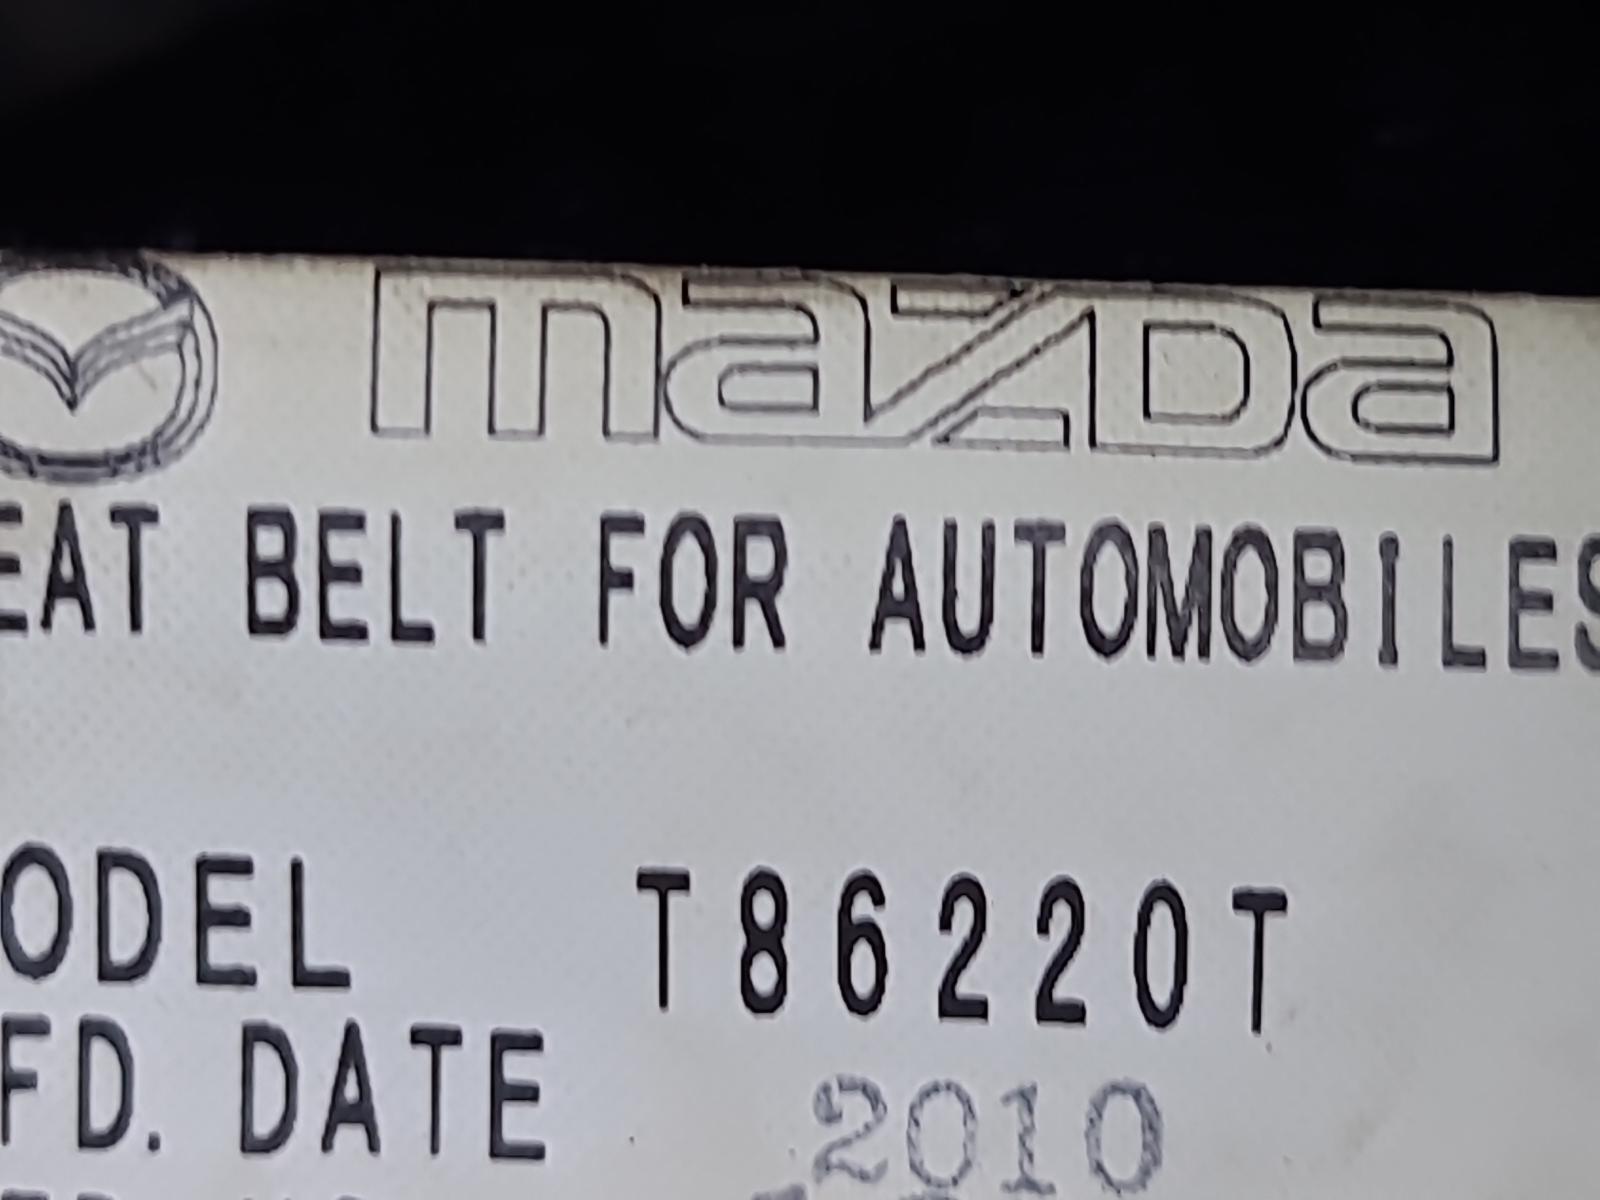 mazda
EAT BELT FOR AUTOMOBILES
ODEL T86220T
FD. DATE 2010